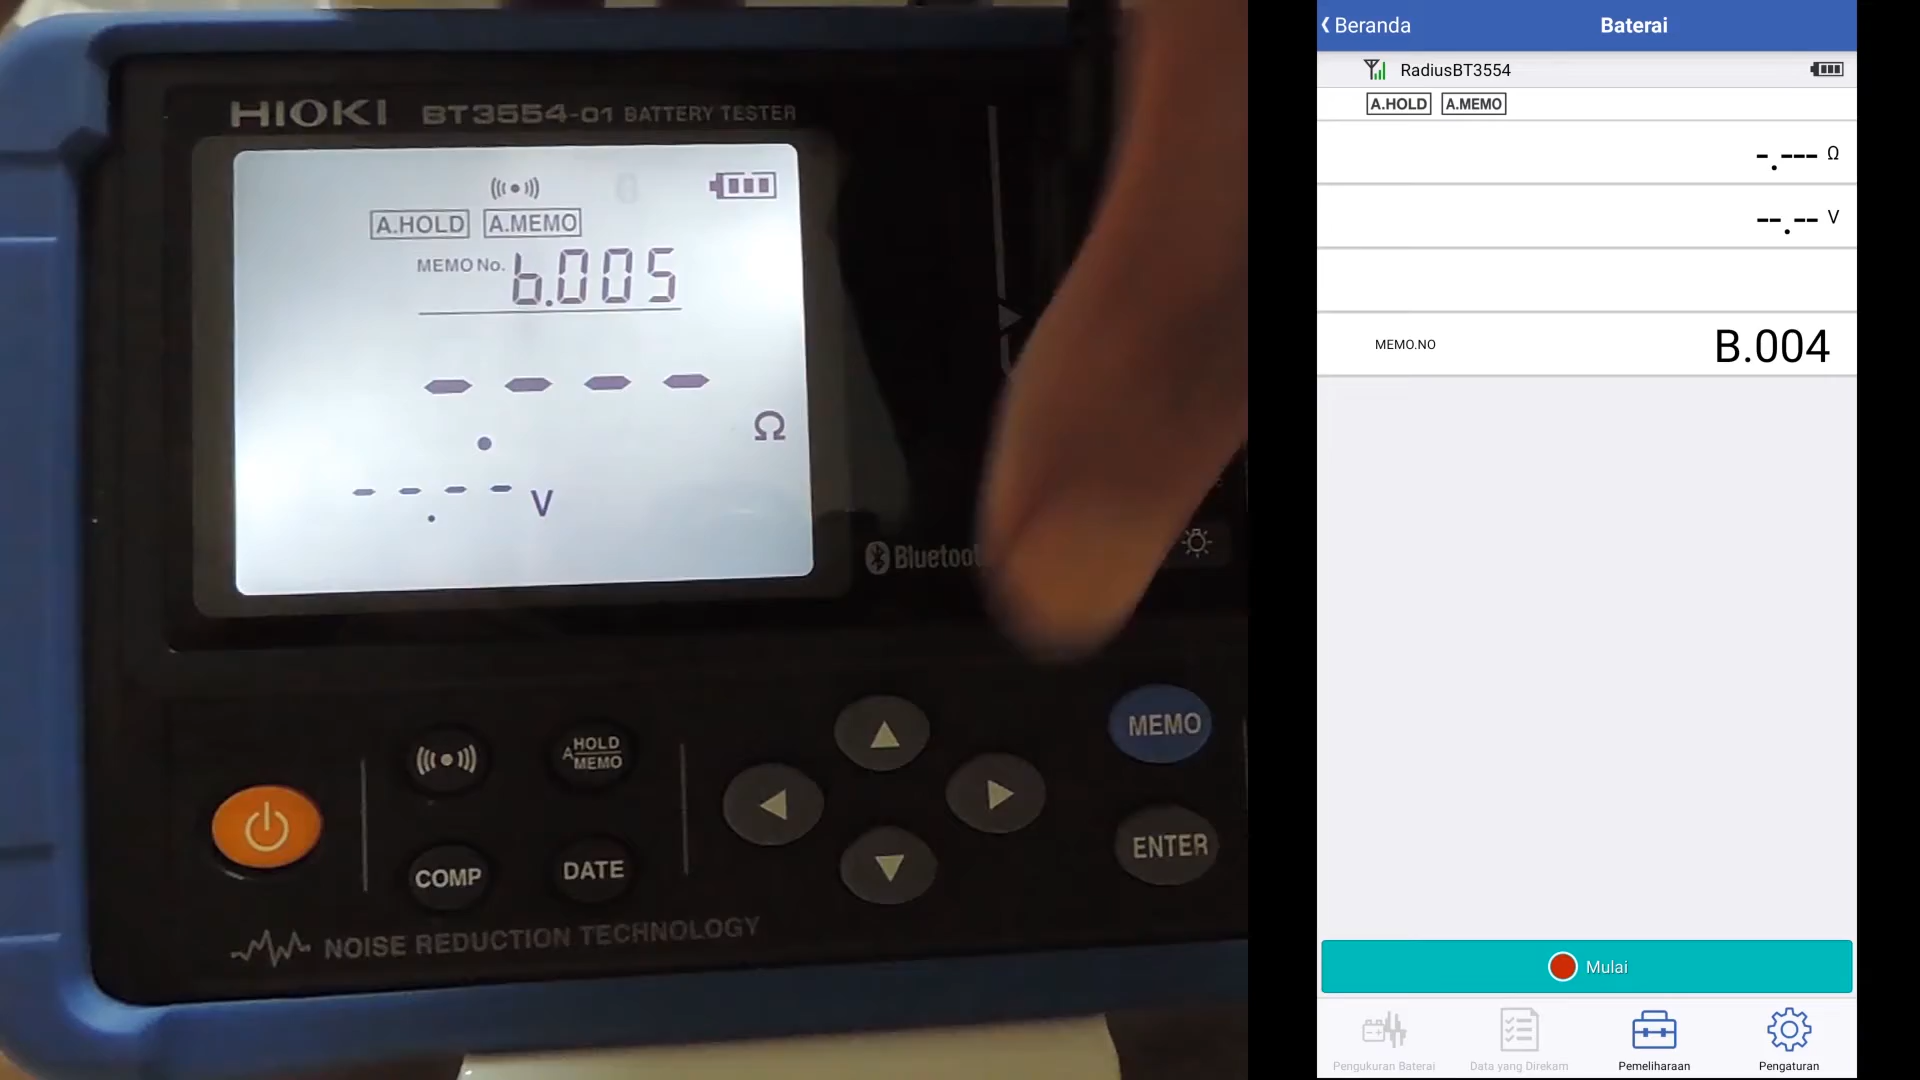 HIOKI BT3554-01 BATTERY TESTER
A.HOLD A.MEMO
MEMO No. b.005
- - - -
.
Ω
- - - - V
.
Bluetoo
MEMO
A HOLD
MEMO
ENTER
COMP
DATE
NOISE REDUCTION TECHNOLOGY
Beranda
Baterai
RadiusBT3554
A.HOLD A.MEMO
-.--- Ω
--.-- V
MEMO.NO B.004
Mulai
Pengukuran Baterai
Data yang Direkam
Pemeliharaan
Pengaturan